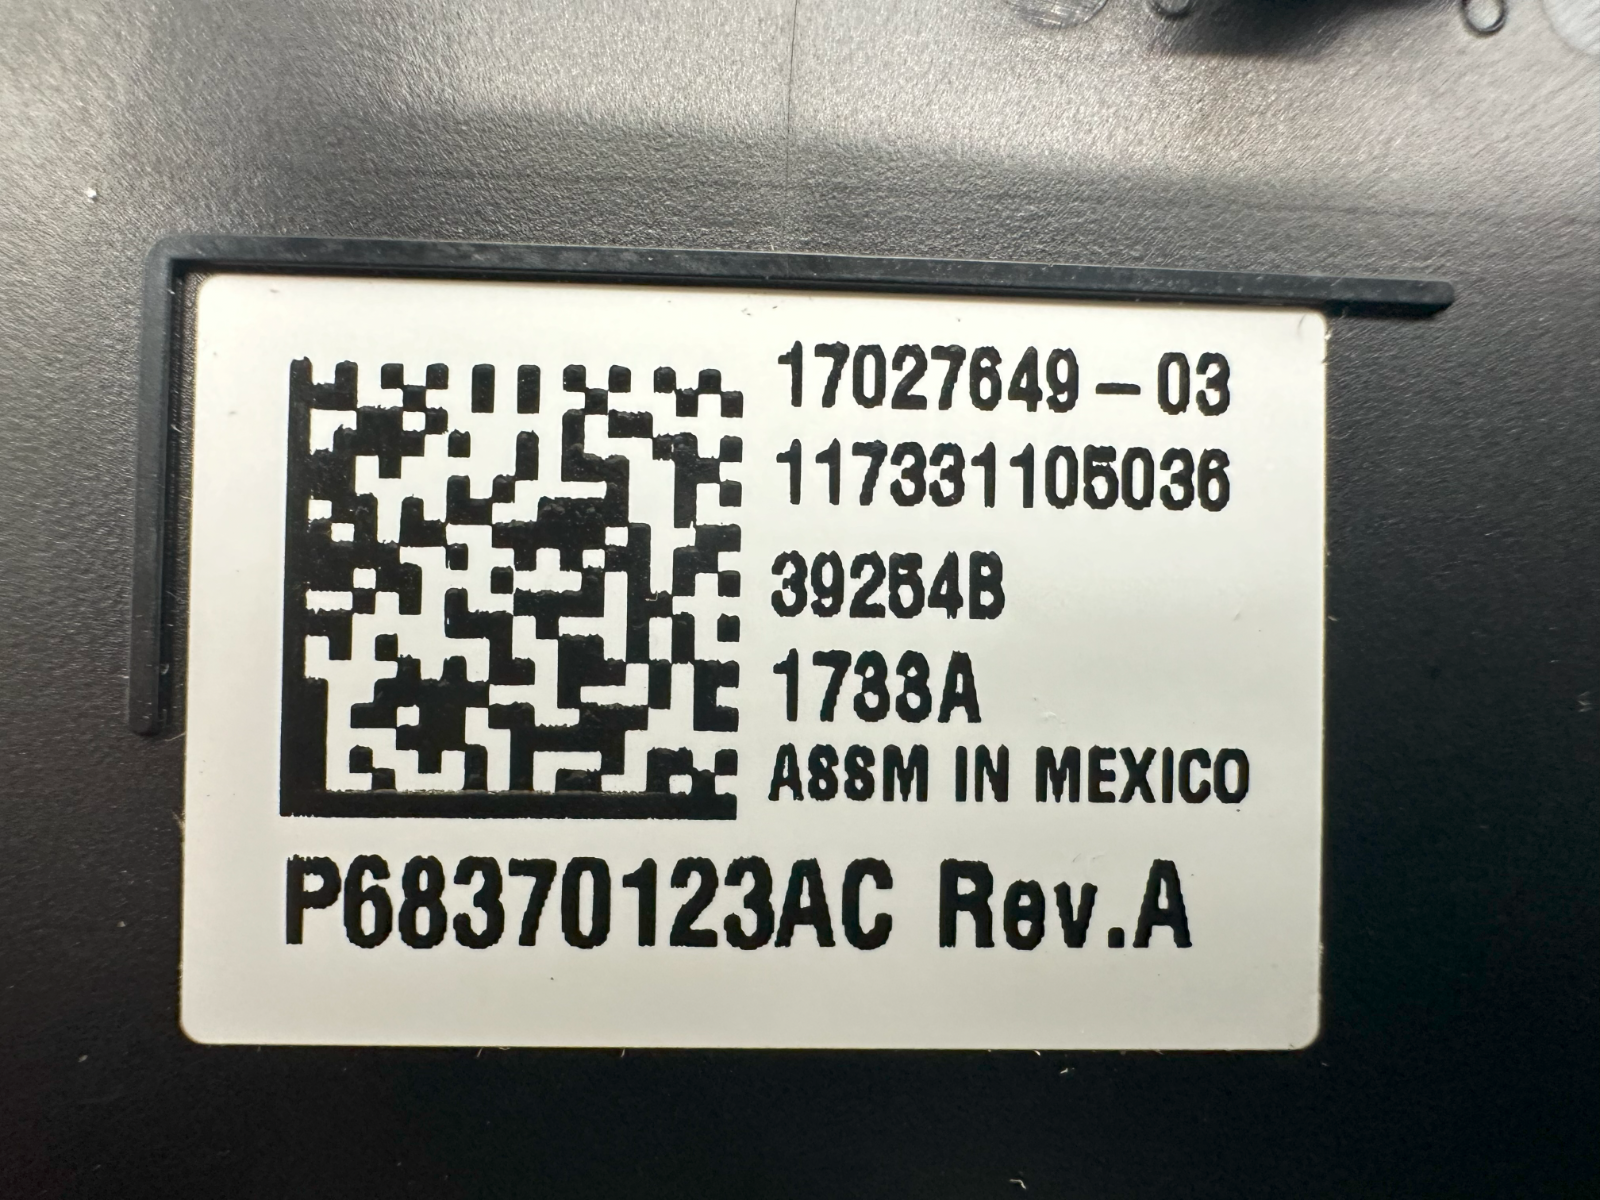 17027649-03
117331105036
39254B
1733A
ASSM IN MEXICO
P68370123AC Rev.A